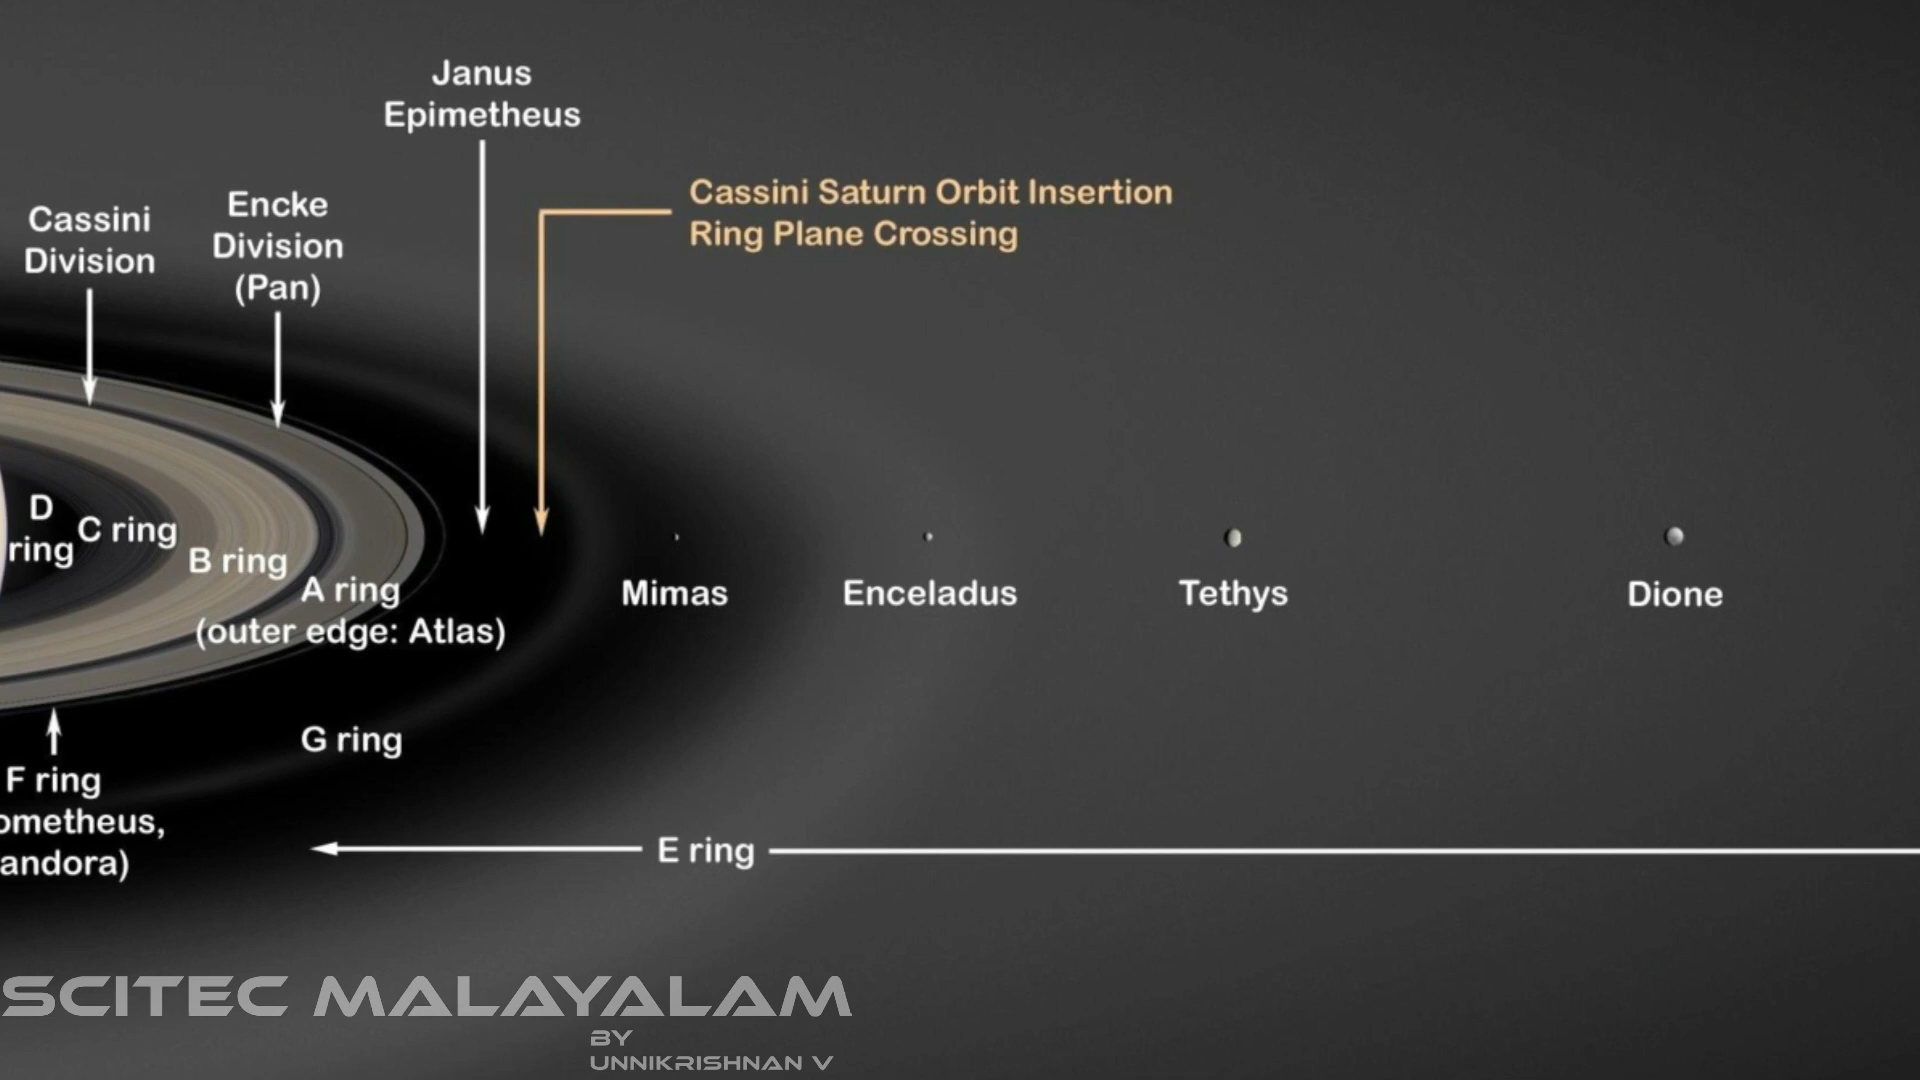 Janus
Epimetheus
Cassini Saturn Orbit Insertion
Ring Plane Crossing
Encke
Division
(Pan)
Cassini
Division
D
ring
C ring
B ring
A ring
(outer edge: Atlas)
Mimas
Enceladus
Tethys
Dione
G ring
F ring
ometheus,
andora)
E ring
SCITEC MALAYALAM
BY
UNNIKRISHNAN V